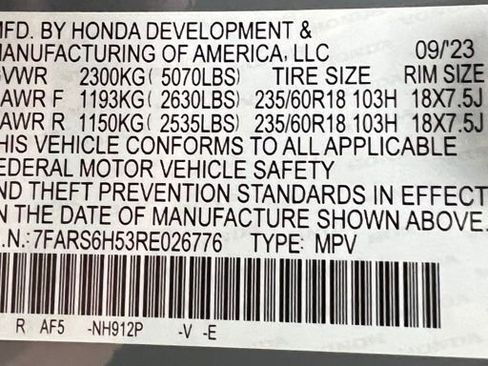 MFD. BY HONDA DEVELOPMENT &
MANUFACTURING OF AMERICA, LLC 09/'23
GVWR 2300KG( 5070LBS) TIRE SIZE RIM SIZE
GAWR F 1193KG( 2630LBS) 235/60R18 103H 18X7.5J
GAWR R 1150KG( 2535LBS) 235/60R18 103H 18X7.5J
THIS VEHICLE CONFORMS TO ALL APPLICABLE
FEDERAL MOTOR VEHICLE SAFETY
AND THEFT PREVENTION STANDARDS IN EFFECT
ON THE DATE OF MANUFACTURE SHOWN ABOVE.
I.N.:7FARS6H53RE026776 TYPE: MPV
R AF5 -NH912P -V -E